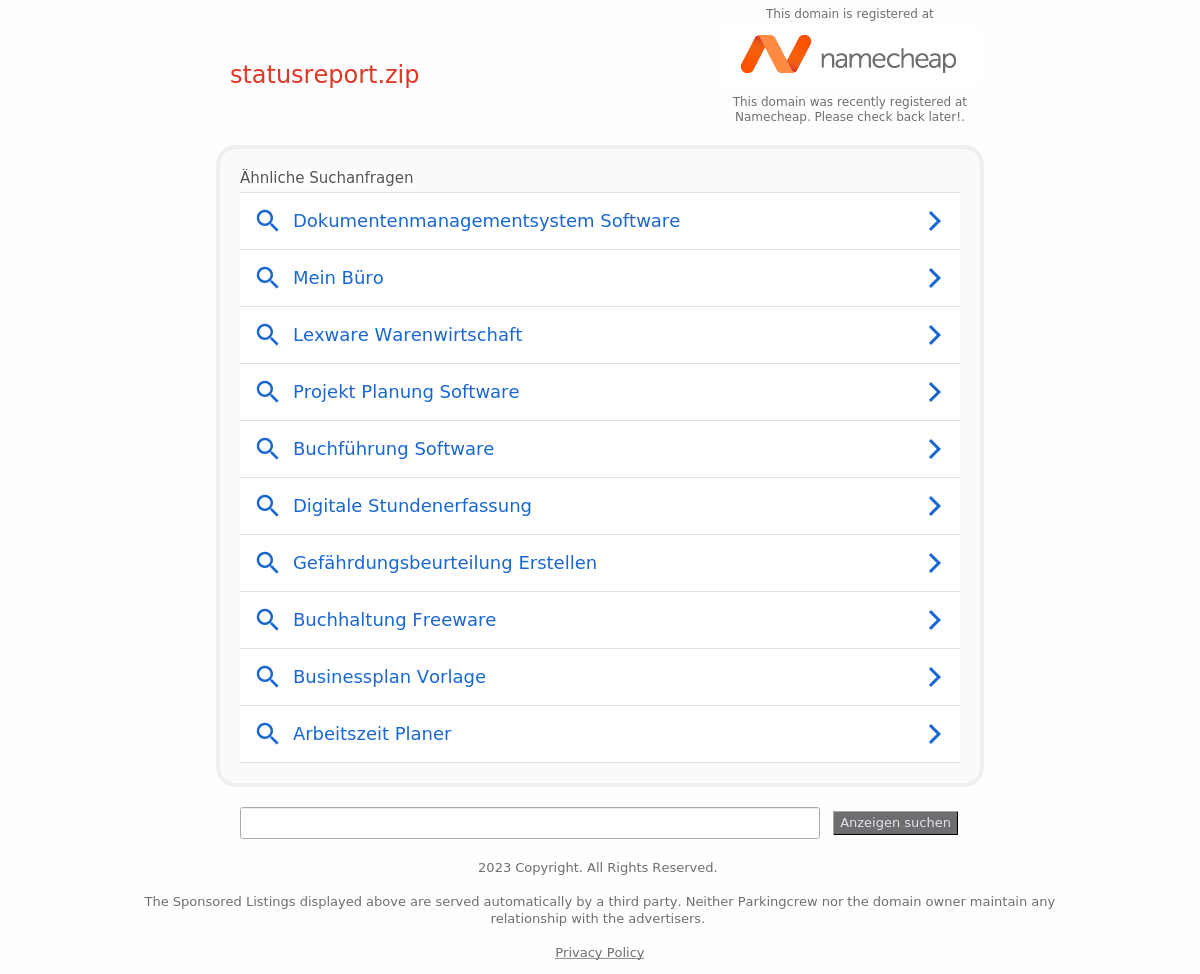 This domain is registered at
namecheap
statusreport.zip
This domain was recently registered at
Namecheap. Please check back later!.
Ähnliche Suchanfragen
Dokumentenmanagementsystem Software
Mein Büro
Lexware Warenwirtschaft
Projekt Planung Software
Buchführung Software
Digitale Stundenerfassung
Gefährdungsbeurteilung Erstellen
Buchhaltung Freeware
Businessplan Vorlage
Arbeitszeit Planer
Anzeigen suchen
2023 Copyright. All Rights Reserved.
The Sponsored Listings displayed above are served automatically by a third party. Neither Parkingcrew nor the domain owner maintain any
relationship with the advertisers.
Privacy Policy